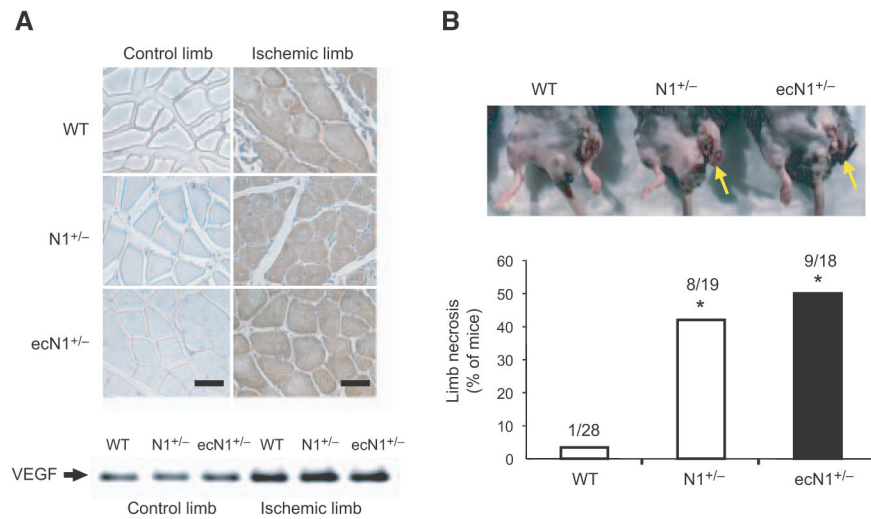 A
Control limb Ischemic limb
WT
N1+/–
ecN1+/–
WT N1+/– ecN1+/– WT N1+/– ecN1+/–
VEGF
Control limb Ischemic limb
B
WT N1+/– ecN1+/–
Limb necrosis
(% of mice)
60
50
40
30
20
10
0
1/28
8/19
*
9/18
*
WT N1+/– ecN1+/–